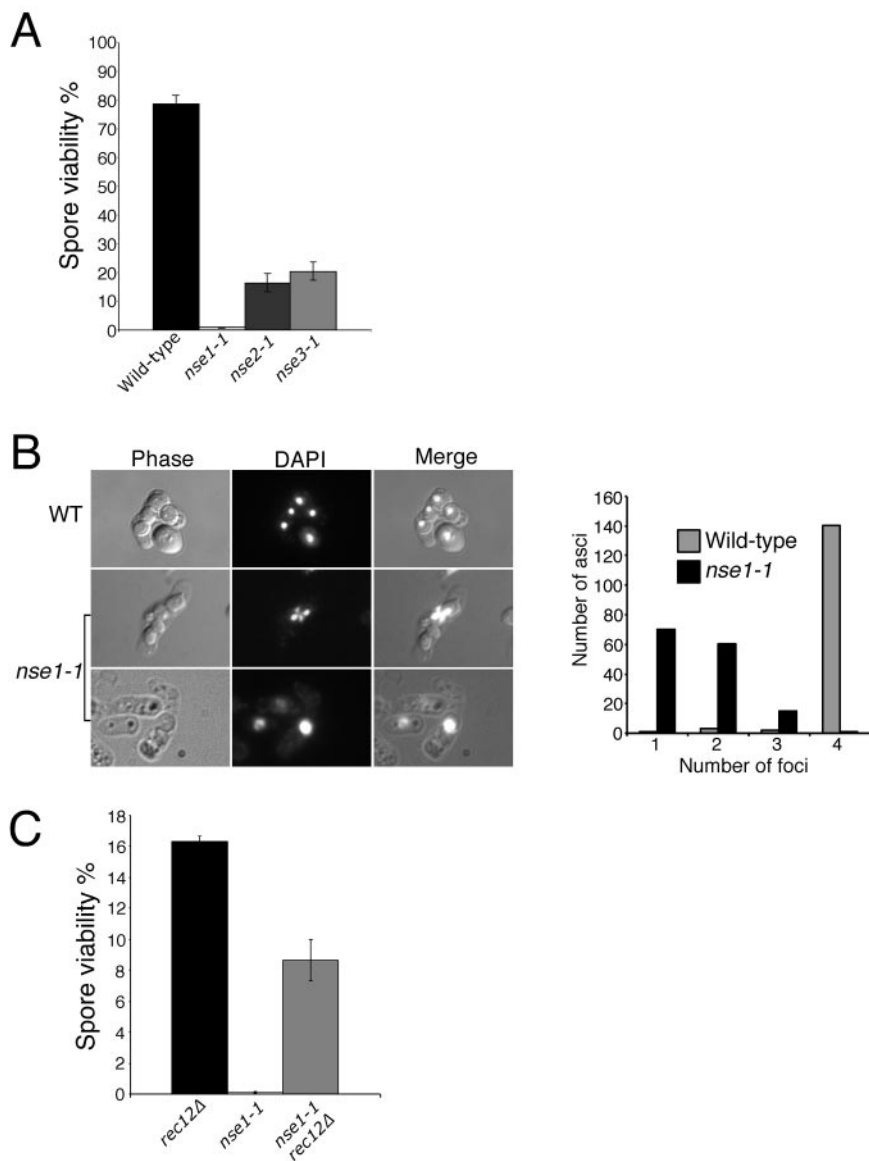 A
Spore viability %
100
90
80
70
60
50
40
30
20
10
0
Wild-type
nse1-1
nse2-1
nse3-1
B
Phase
DAPI
Merge
WT
nse1-1
Number of asci
160
140
120
100
80
60
40
20
0
Wild-type
nse1-1
1 2 3 4
Number of foci
C
Spore viability %
18
16
14
12
10
8
6
4
2
0
rec12Δ
nse1-1
nse1-1
rec12Δ